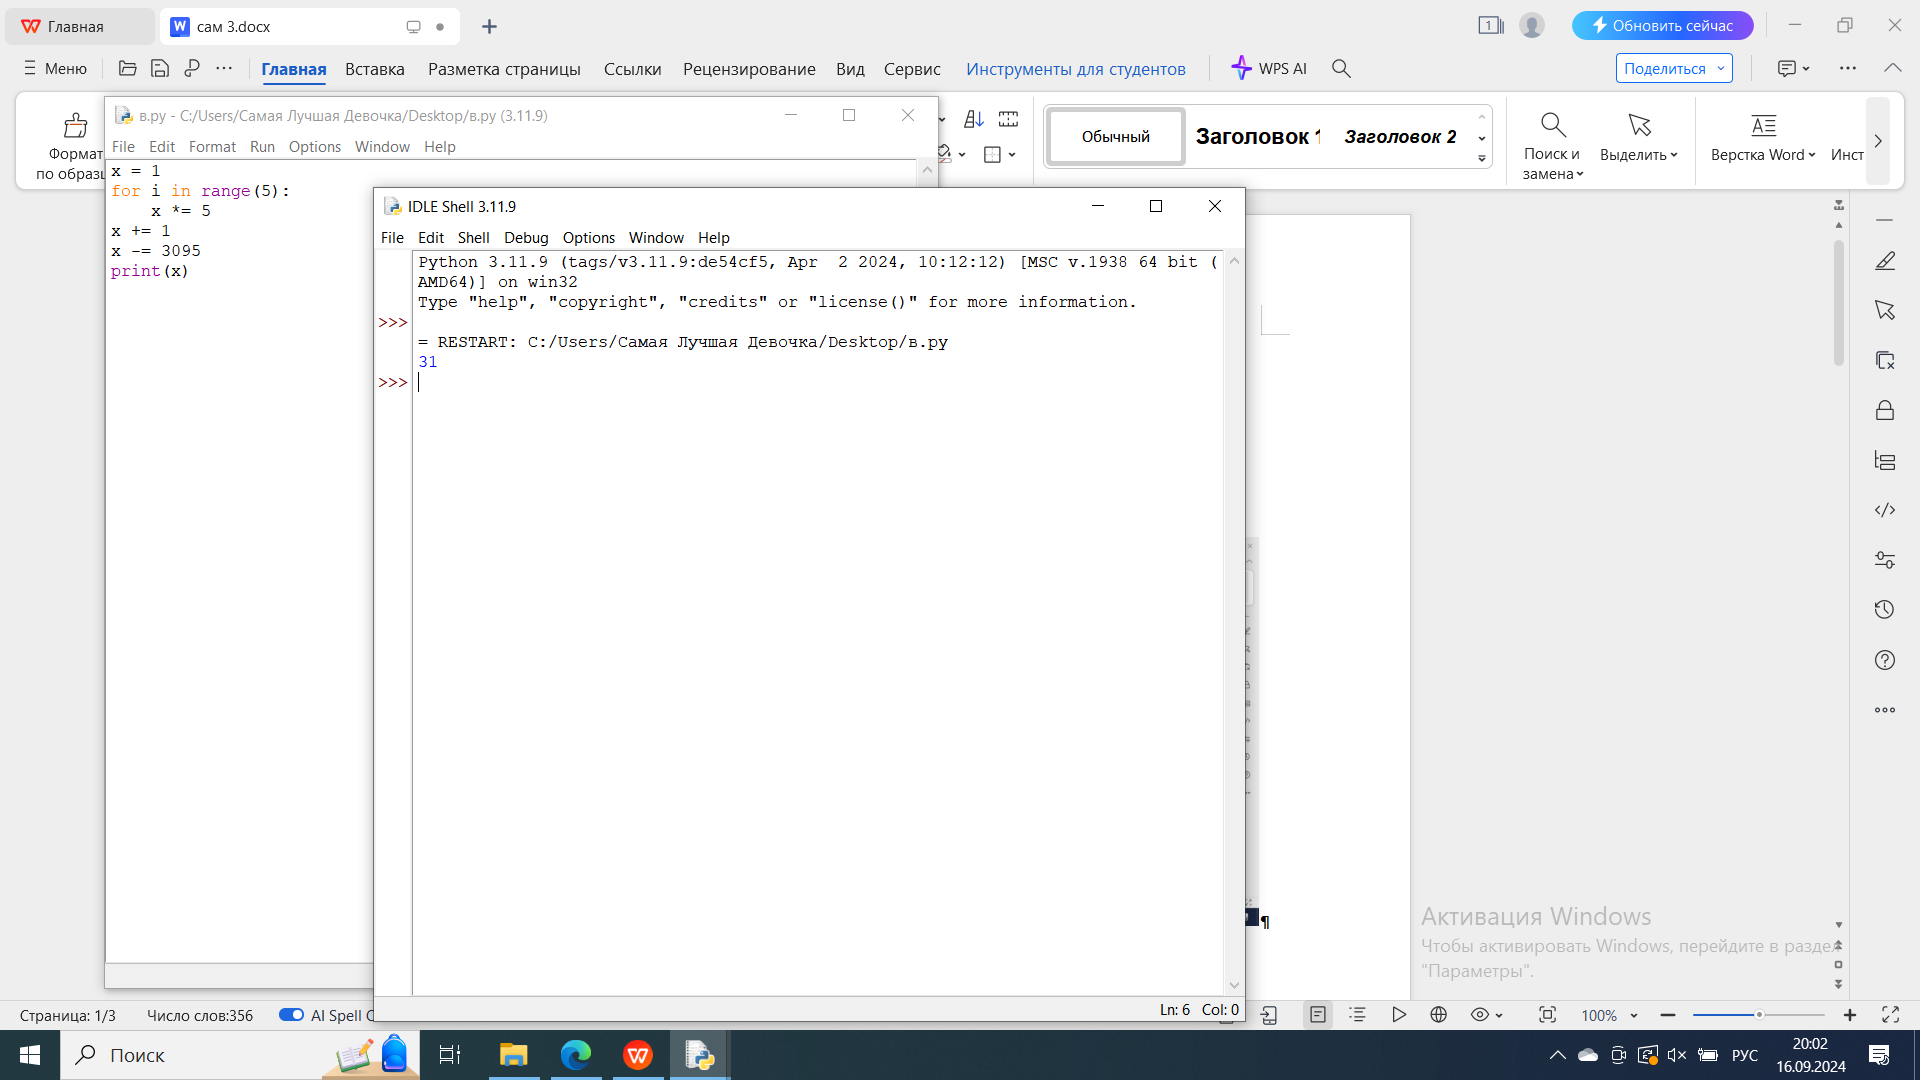 Главная
сам 3.docx
1
Обновить сейчас
Меню
Главная
Вставка
Разметка страницы
Ссылки
Рецензирование
Вид
Сервис
Инструменты для студентов
WPS AI
Поделиться
Формат
по образц
Обычный
Заголовок 1
Заголовок 2
Поиск и
замена
Выделить
Верстка Word
Инст
в.py - C:/Users/Самая Лучшая Девочка/Desktop/в.py (3.11.9)
File Edit Format Run Options Window Help
x = 1
for i in range(5):
    x *= 5
x += 1
x -= 3095
print(x)
IDLE Shell 3.11.9
File Edit Shell Debug Options Window Help
Python 3.11.9 (tags/v3.11.9:de54cf5, Apr  2 2024, 10:12:12) [MSC v.1938 64 bit (
AMD64)] on win32
Type "help", "copyright", "credits" or "license()" for more information.
>>>
= RESTART: C:/Users/Самая Лучшая Девочка/Desktop/в.py
31
>>>
Ln: 6 Col: 0
¶
Активация Windows
Чтобы активировать Windows, перейдите в раздел
"Параметры".
Страница: 1/3
Число слов:356
AI Spell C
100%
Поиск
РУС
20:02
16.09.2024